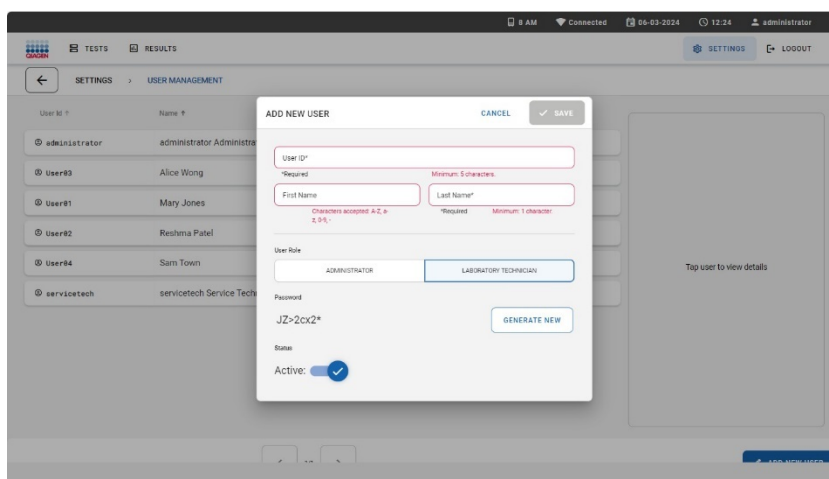 8 AM Connected 06-03-2024 12:24 administrator
QIAGEN TESTS RESULTS SETTINGS LOGOUT
SETTINGS > USER MANAGEMENT
User Id ↑ Name ↑
administrator administrator Administra
User03 Alice Wong
User01 Mary Jones
User02 Reshma Patel
User04 Sam Town
servicetech servicetech Service Tech
Tap user to view details
ADD NEW USER CANCEL SAVE
User ID*
*Required Minimum: 5 characters.
First Name Last Name*
Characters accepted: A-Z, a-
z, 0-9, -
*Required Minimum: 1 character.
User Role
ADMINISTRATOR LABORATORY TECHNICIAN
Password
JZ>2cx2* GENERATE NEW
Status
Active:
ADD NEW USER